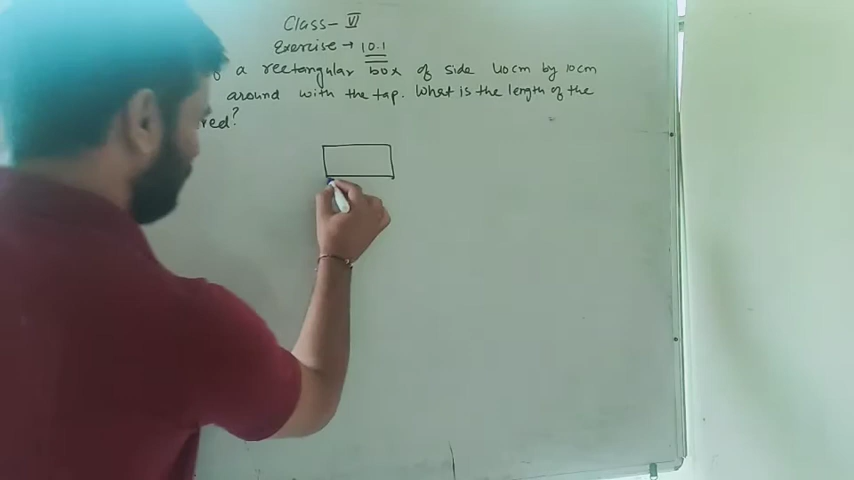 Class- VI
Exercise → 10.1
a rectangular box of side 40cm by 10cm
around with the tap. What is the length of the
red?